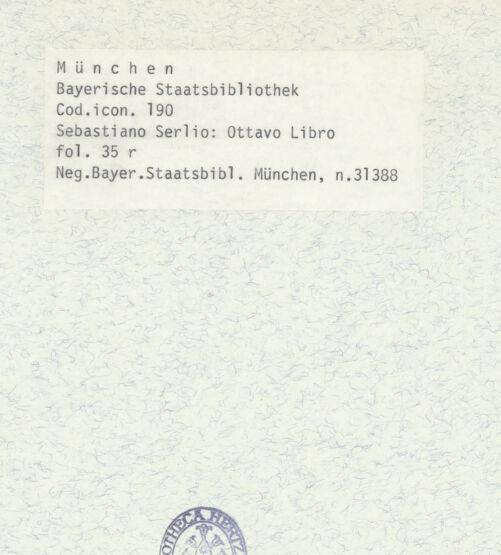 M ü n c h e n
Bayerische Staatsbibliothek
Cod.icon. 190
Sebastiano Serlio: Ottavo Libro
fol. 35 r
Neg.Bayer.Staatsbibl. München, n.31388